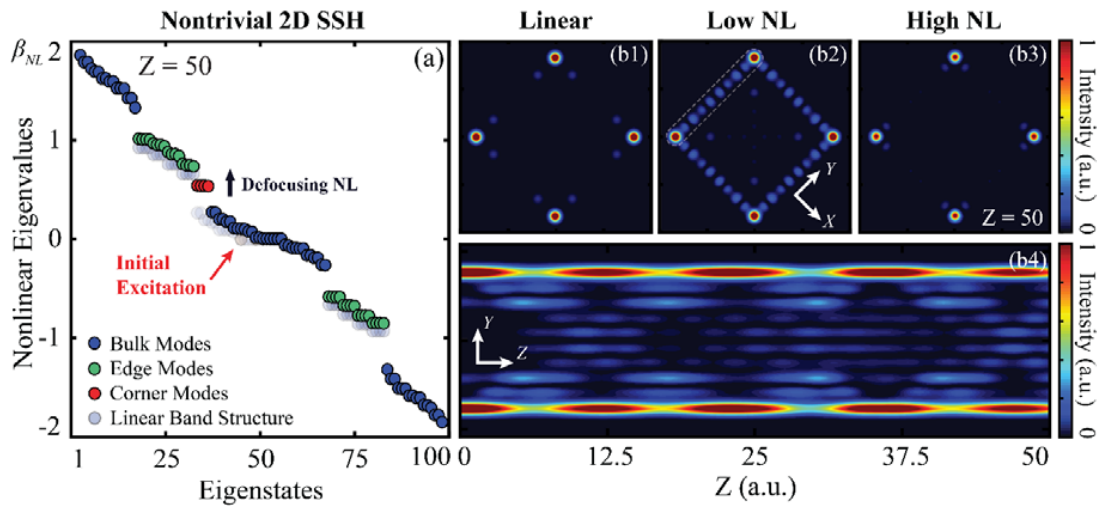 Nontrivial 2D SSH
Linear
Low NL
High NL
β_NL
2
1
0
-1
-2
Nonlinear Eigenvalues
Z = 50
(a)
Defocusing NL
Initial
Excitation
Bulk Modes
Edge Modes
Corner Modes
Linear Band Structure
1
25
50
75
100
Eigenstates
(b1)
(b2)
Y
X
(b3)
Z = 50
1
0
Intensity (a.u.)
(b4)
Y
Z
0
12.5
25
37.5
50
Z (a.u.)
1
0
Intensity (a.u.)